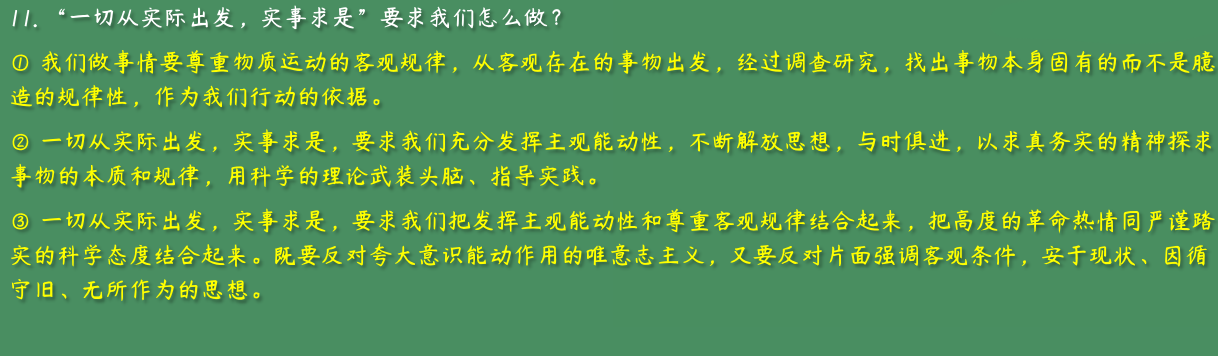 11. “一切从实际出发，实事求是”要求我们怎么做？
① 我们做事情要尊重物质运动的客观规律，从客观存在的事物出发，经过调查研究，找出事物本身固有的而不是臆
造的规律性，作为我们行动的依据。
② 一切从实际出发，实事求是，要求我们充分发挥主观能动性，不断解放思想，与时俱进，以求真务实的精神探求
事物的本质和规律，用科学的理论武装头脑、指导实践。
③ 一切从实际出发，实事求是，要求我们把发挥主观能动性和尊重客观规律结合起来，把高度的革命热情同严谨踏
实的科学态度结合起来。既要反对夸大意识能动作用的唯意志主义，又要反对片面强调客观条件，安于现状、因循
守旧、无所作为的思想。